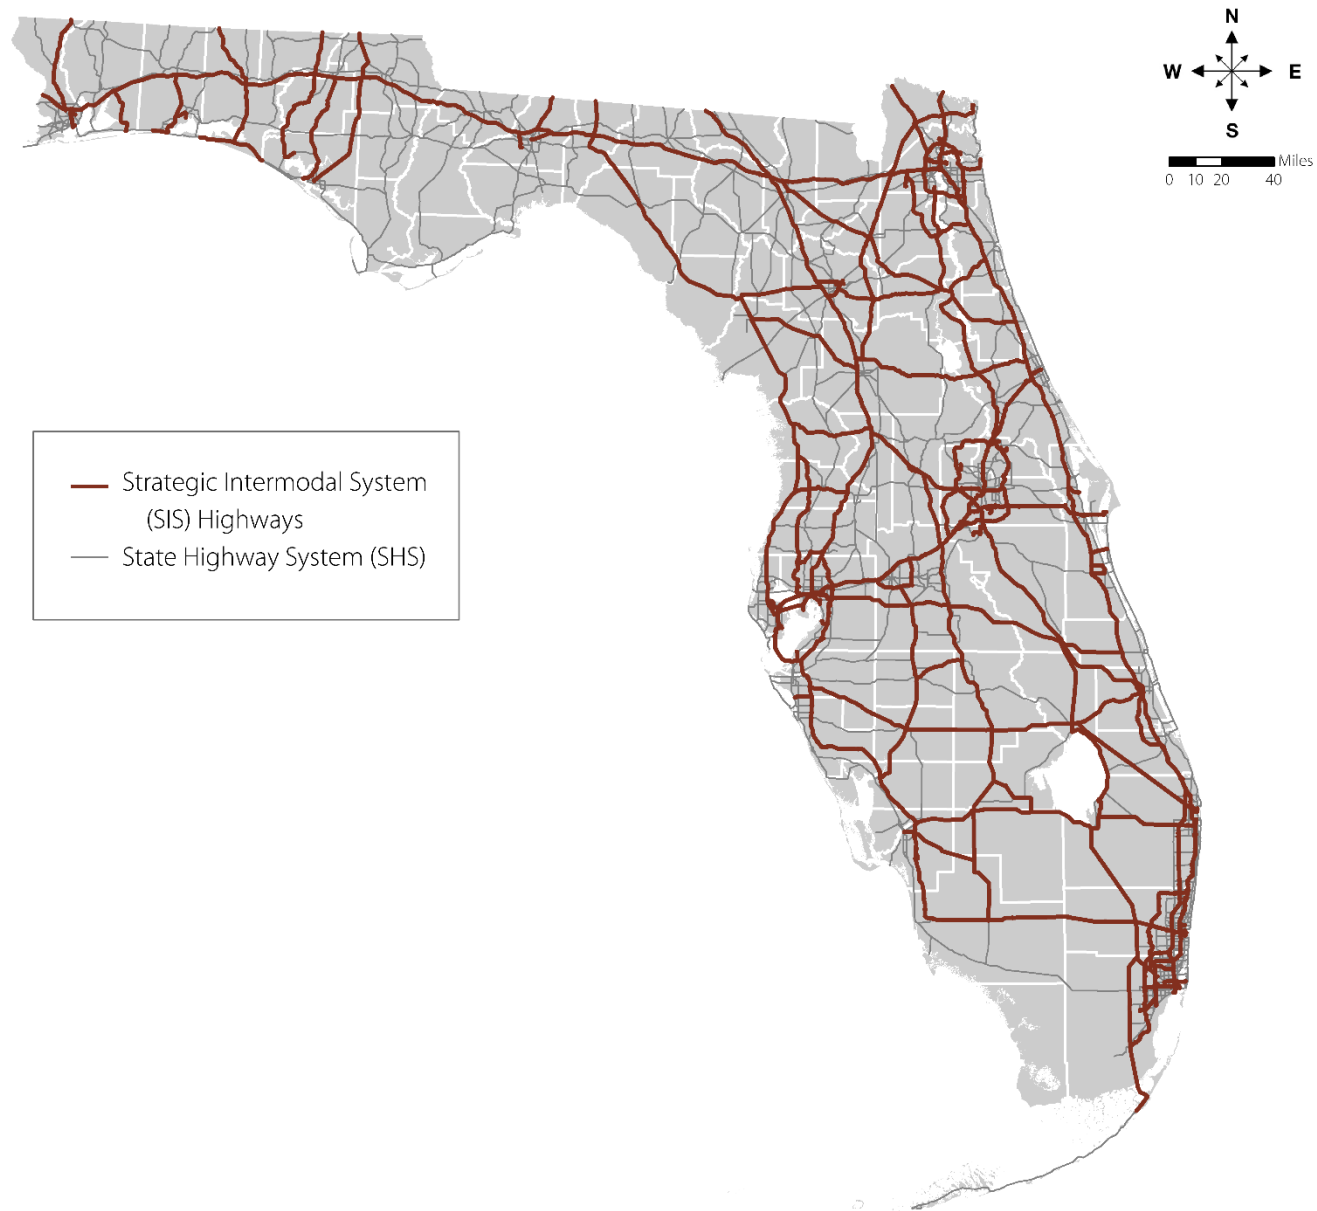 N
W E
S
Miles
0 10 20 40
Strategic Intermodal System
(SIS) Highways
State Highway System (SHS)